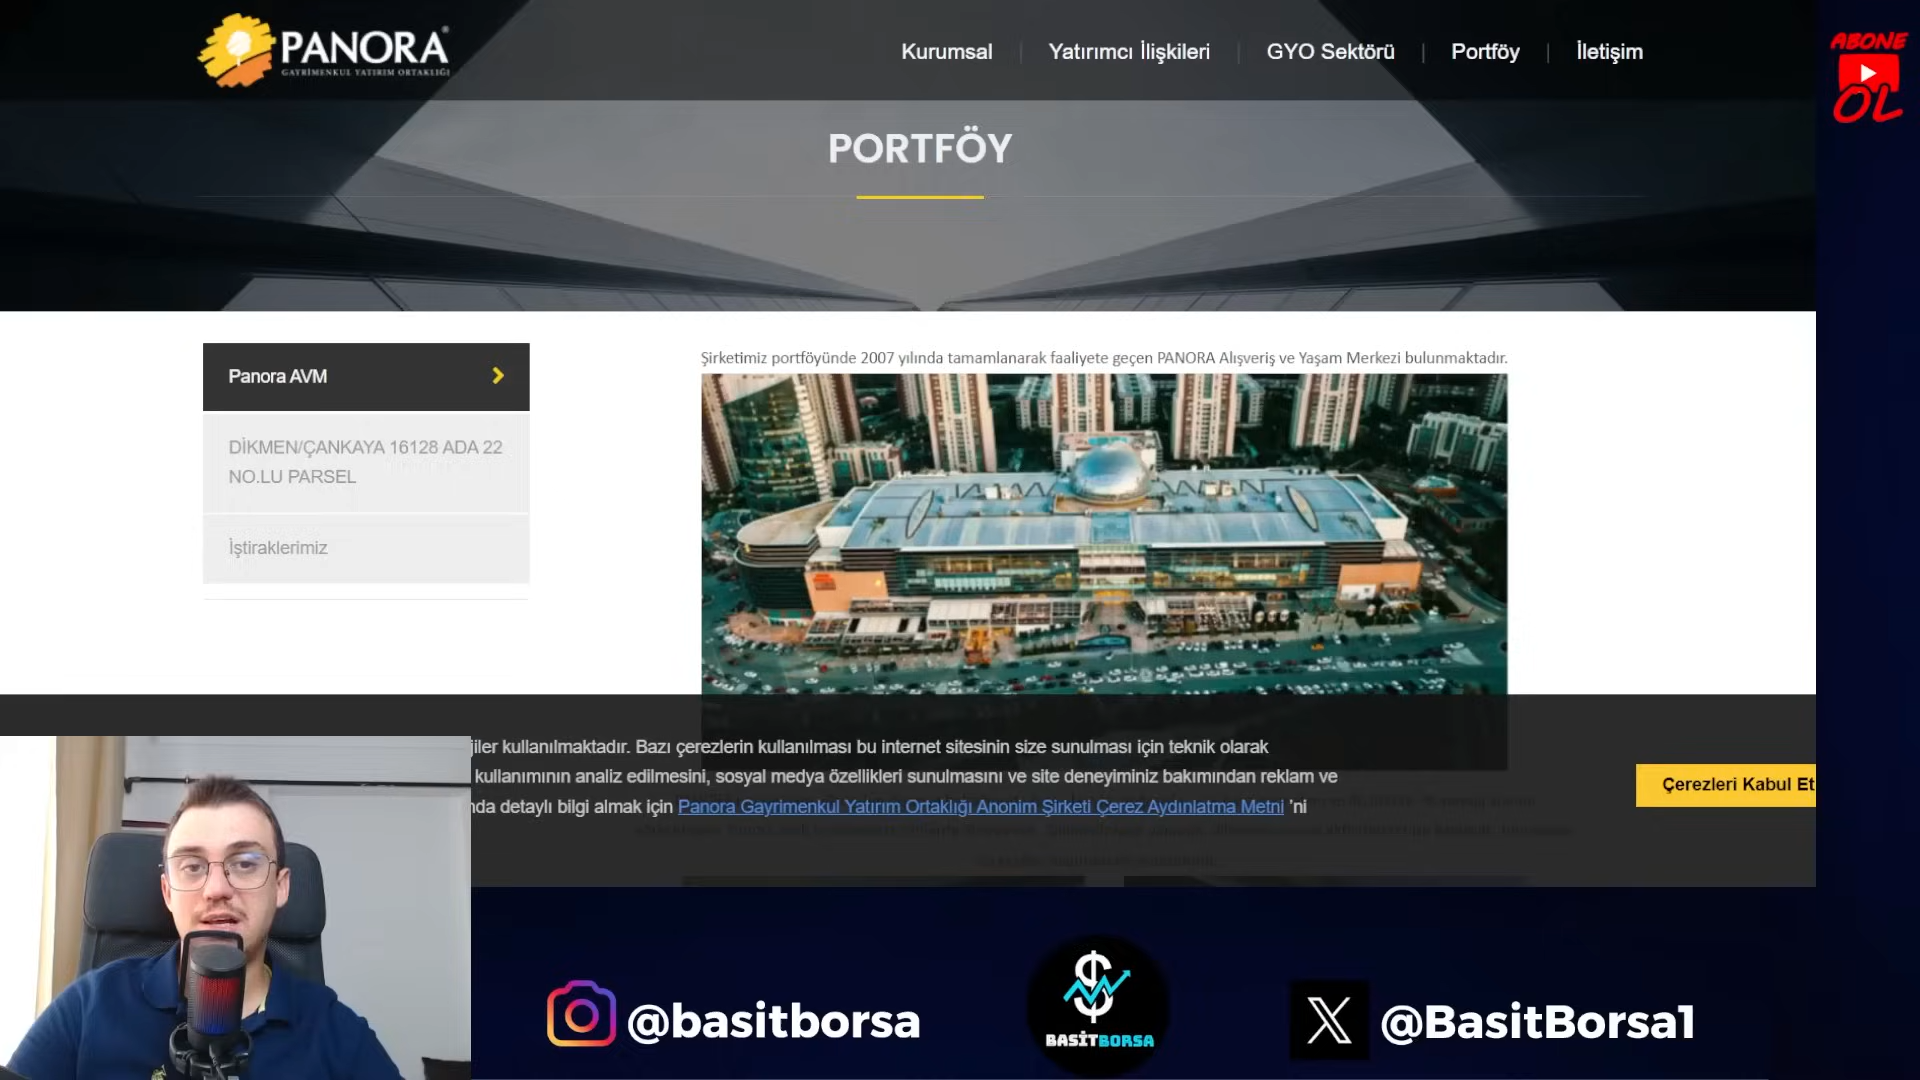 PANORA
GAYRİMENKUL YATIRIM ORTAKLIĞI
Kurumsal
Yatırımcı İlişkileri
GYO Sektörü
Portföy
İletişim
ABONE
OL
PORTFÖY
Panora AVM
DİKMEN/ÇANKAYA 16128 ADA 22
NO.LU PARSEL
İştiraklerimiz
Şirketimiz portföyünde 2007 yılında tamamlanarak faaliyete geçen PANORA Alışveriş ve Yaşam Merkezi bulunmaktadır.
iler kullanılmaktadır. Bazı çerezlerin kullanılması bu internet sitesinin size sunulması için teknik olarak
kullanımının analiz edilmesini, sosyal medya özellikleri sunulmasını ve site deneyiminiz bakımından reklam ve
nda detaylı bilgi almak için Panora Gayrimenkul Yatırım Ortaklığı Anonim Şirketi Çerez Aydınlatma Metni 'ni
Çerezleri Kabul Et
@basitborsa
BASİTBORSA
@BasitBorsa1